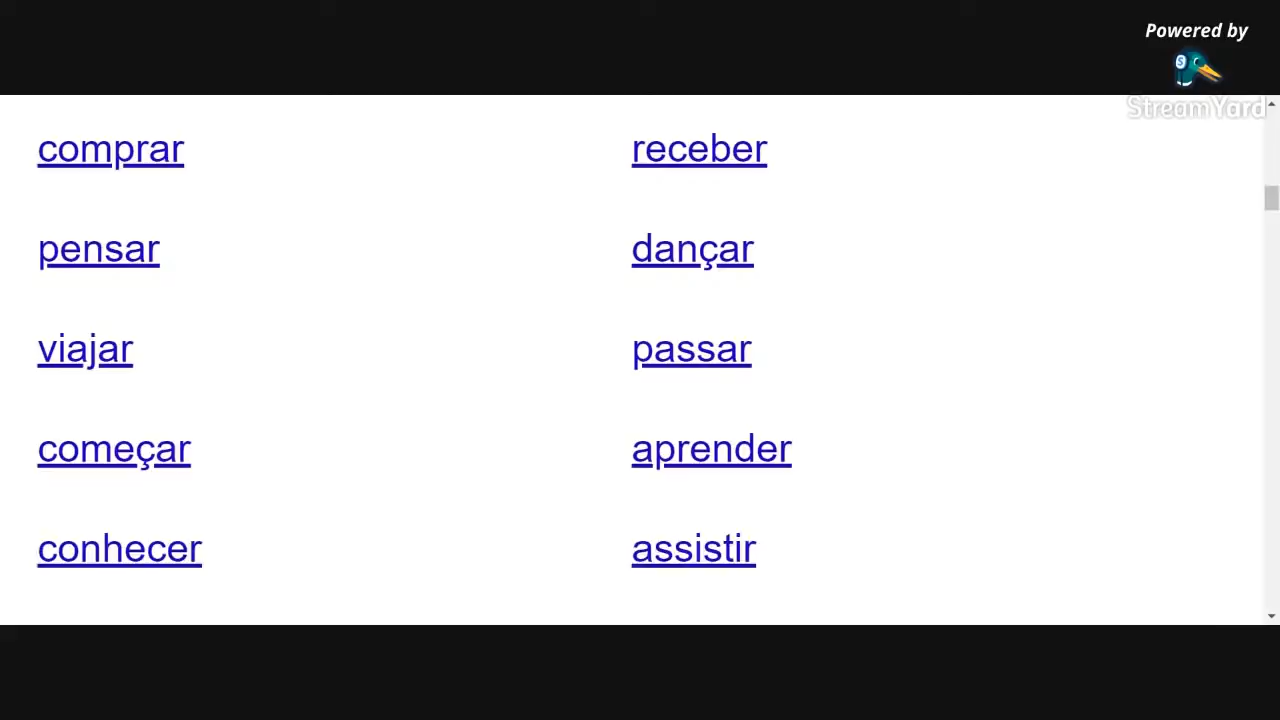 Powered by
StreamYard
comprar
receber
pensar
dançar
viajar
passar
começar
aprender
conhecer
assistir